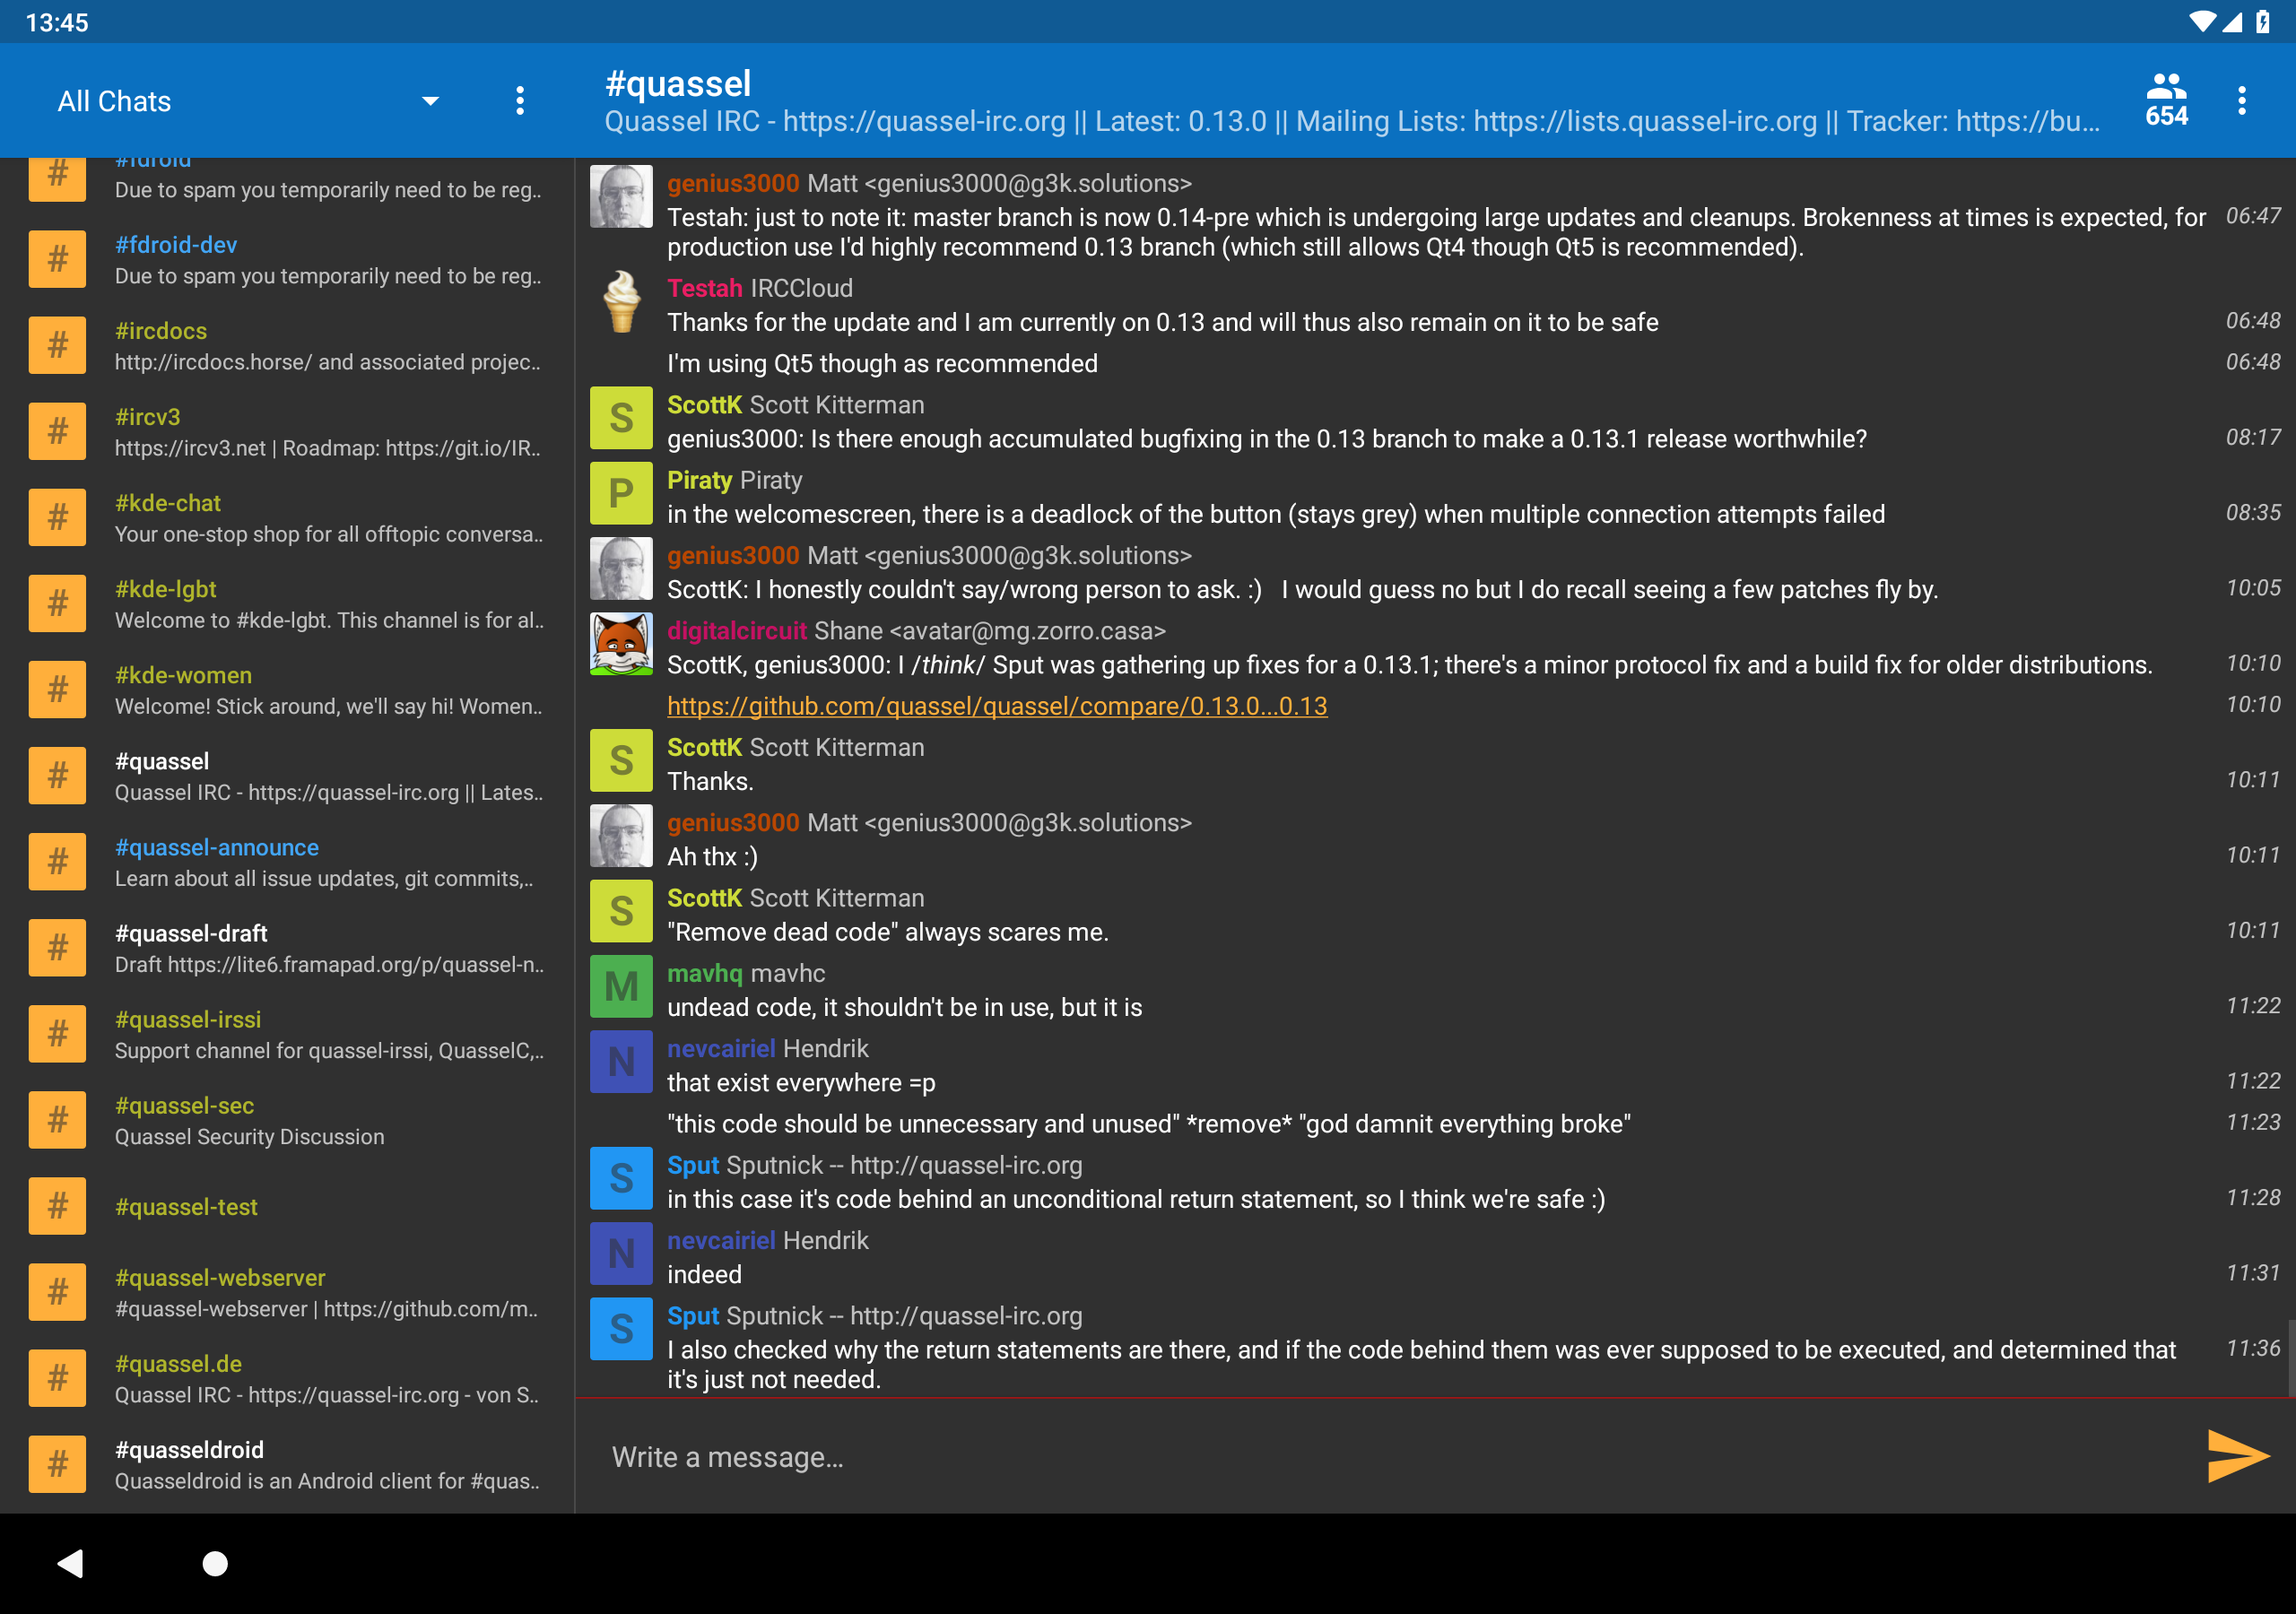 13:45
All Chats
#quassel
Quassel IRC - https://quassel-irc.org || Latest: 0.13.0 || Mailing Lists: https://lists.quassel-irc.org || Tracker: https://bu...
654
#fdroid
Due to spam you temporarily need to be reg..
#fdroid-dev
Due to spam you temporarily need to be reg..
#ircdocs
http://ircdocs.horse/ and associated projec..
#ircv3
https://ircv3.net | Roadmap: https://git.io/IR..
#kde-chat
Your one-stop shop for all offtopic conversa..
#kde-lgbt
Welcome to #kde-lgbt. This channel is for al..
#kde-women
Welcome! Stick around, we'll say hi! Women..
#quassel
Quassel IRC - https://quassel-irc.org || Lates..
#quassel-announce
Learn about all issue updates, git commits,..
#quassel-draft
Draft https://lite6.framapad.org/p/quassel-n..
#quassel-irssi
Support channel for quassel-irssi, QuasselC,..
#quassel-sec
Quassel Security Discussion
#quassel-test
#quassel-webserver
#quassel-webserver | https://github.com/m..
#quassel.de
Quassel IRC - https://quassel-irc.org - von S..
#quasseldroid
Quasseldroid is an Android client for #quas..
genius3000 Matt <genius3000@g3k.solutions>
Testah: just to note it: master branch is now 0.14-pre which is undergoing large updates and cleanups. Brokenness at times is expected, for 06:47
production use I'd highly recommend 0.13 branch (which still allows Qt4 though Qt5 is recommended).
Testah IRCCloud
Thanks for the update and I am currently on 0.13 and will thus also remain on it to be safe 06:48
I'm using Qt5 though as recommended 06:48
S
ScottK Scott Kitterman
genius3000: Is there enough accumulated bugfixing in the 0.13 branch to make a 0.13.1 release worthwhile? 08:17
P
Piraty Piraty
in the welcomescreen, there is a deadlock of the button (stays grey) when multiple connection attempts failed 08:35
genius3000 Matt <genius3000@g3k.solutions>
ScottK: I honestly couldn't say/wrong person to ask. :) I would guess no but I do recall seeing a few patches fly by. 10:05
digitalcircuit Shane <avatar@mg.zorro.casa>
ScottK, genius3000: I /think/ Sput was gathering up fixes for a 0.13.1; there's a minor protocol fix and a build fix for older distributions. 10:10
https://github.com/quassel/quassel/compare/0.13.0...0.13 10:10
S
ScottK Scott Kitterman
Thanks. 10:11
genius3000 Matt <genius3000@g3k.solutions>
Ah thx :) 10:11
S
ScottK Scott Kitterman
"Remove dead code" always scares me. 10:11
M
mavhq mavhc
undead code, it shouldn't be in use, but it is 11:22
N
nevcairiel Hendrik
that exist everywhere =p 11:22
"this code should be unnecessary and unused" *remove* "god damnit everything broke" 11:23
S
Sput Sputnick -- http://quassel-irc.org
in this case it's code behind an unconditional return statement, so I think we're safe :) 11:28
N
nevcairiel Hendrik
indeed 11:31
S
Sput Sputnick -- http://quassel-irc.org
I also checked why the return statements are there, and if the code behind them was ever supposed to be executed, and determined that 11:36
it's just not needed.
Write a message...